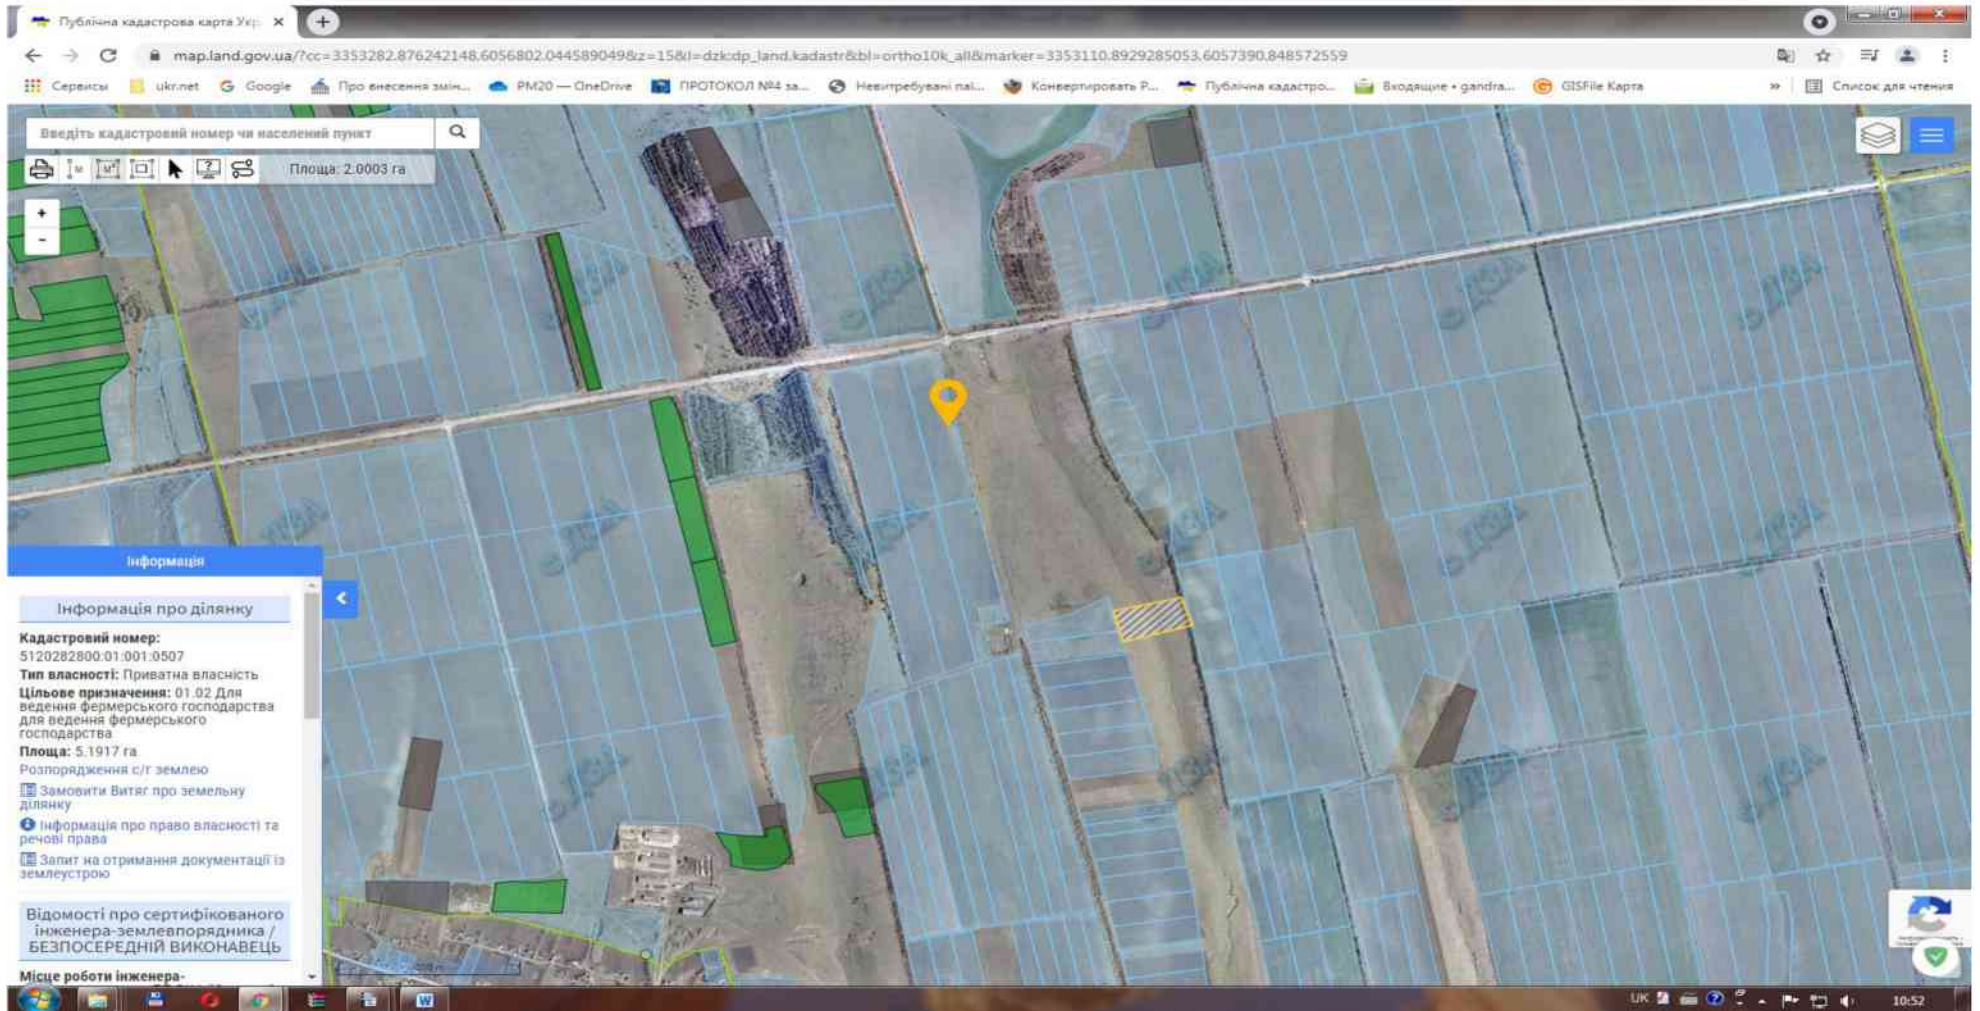 Публічна кадастрова карта Укр
map.land.gov.ua/?cc=3353282.876242148,6056802.044589049&z=15&l=dzk:dp_land.kadastr&bl=ortho10k_all&marker=3353110.8929285053,6057390.848572559
Сервисы ukr.net Google Про внесення змін... PM20 — OneDrive ПРОТОКОЛ №4 за... Невитребувані паї... Конвертировать P... Публічна кадастро... Входящие • gandra... GISFile Карта » Список для чтения
Введіть кадастровий номер чи населений пункт
Площа: 2.0003 га
+
-
© ДЗА
Інформація
Інформація про ділянку
Кадастровий номер:
5120282800:01:001:0507
Тип власності: Приватна власність
Цільове призначення: 01.02 Для
ведення фермерського господарства
для ведення фермерського
господарства
Площа: 5.1917 га
Розпорядження с/г землею
Замовити Витяг про земельну
ділянку
Інформація про право власності та
речові права
Запит на отримання документації із
землеустрою
Відомості про сертифікованого
інженера-землевпорядника /
БЕЗПОСЕРЕДНІЙ ВИКОНАВЕЦЬ
Місце роботи інженера-
UK 10:52